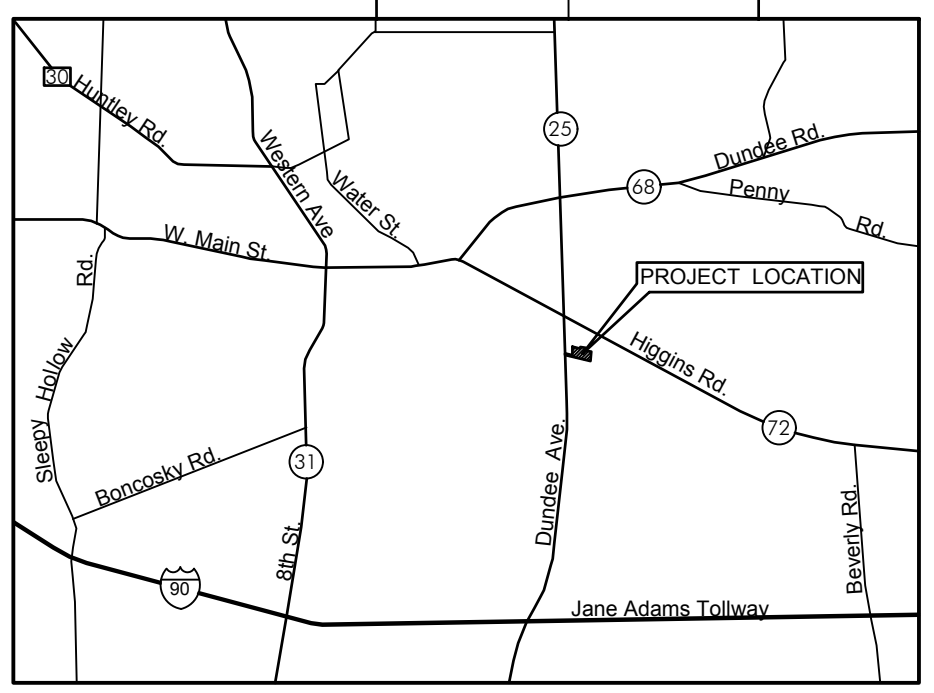 30
Huntley Rd.
Western Ave
25
Water St.
68
Dundee Rd.
Penny
Rd.
W. Main St.
PROJECT LOCATION
Sleepy Hollow Rd.
Higgins Rd.
72
31
Boncosky Rd.
Dundee Ave.
8th St.
Beverly Rd.
90
Jane Adams Tollway